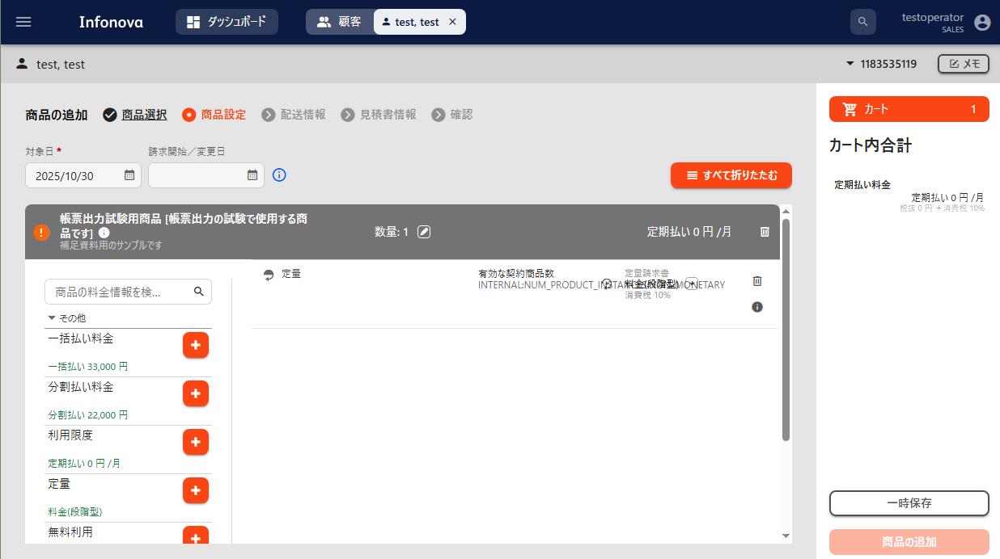 Infonova
ダッシュボード
顧客
test, test
testoperator
SALES
test, test
1183535119
メモ
商品の追加
商品選択
商品設定
配送情報
見積書情報
確認
対象日 *
請求開始／変更日
2025/10/30
すべて折りたたむ
帳票出力試験用商品 [帳票出力の試験で使用する商
品です]
補足資料用のサンプルです
数量: 1
定期払い 0 円 /月
商品の料金情報を検...
その他
一括払い料金
一括払い 33,000 円
分割払い料金
分割払い 22,000 円
利用限度
定期払い 0 円 /月
定量
料金(段階型)
無料利用
定量
有効な契約商品数
INTERNAL:NUM_PRODUCT_INSTA
MONETARY
定量請求書
料金(段階型)
消費税 10%
カート
1
カート内合計
定期払い料金
定期払い 0 円 /月
税抜 0 円 ＋消費税 10%
一時保存
商品の追加